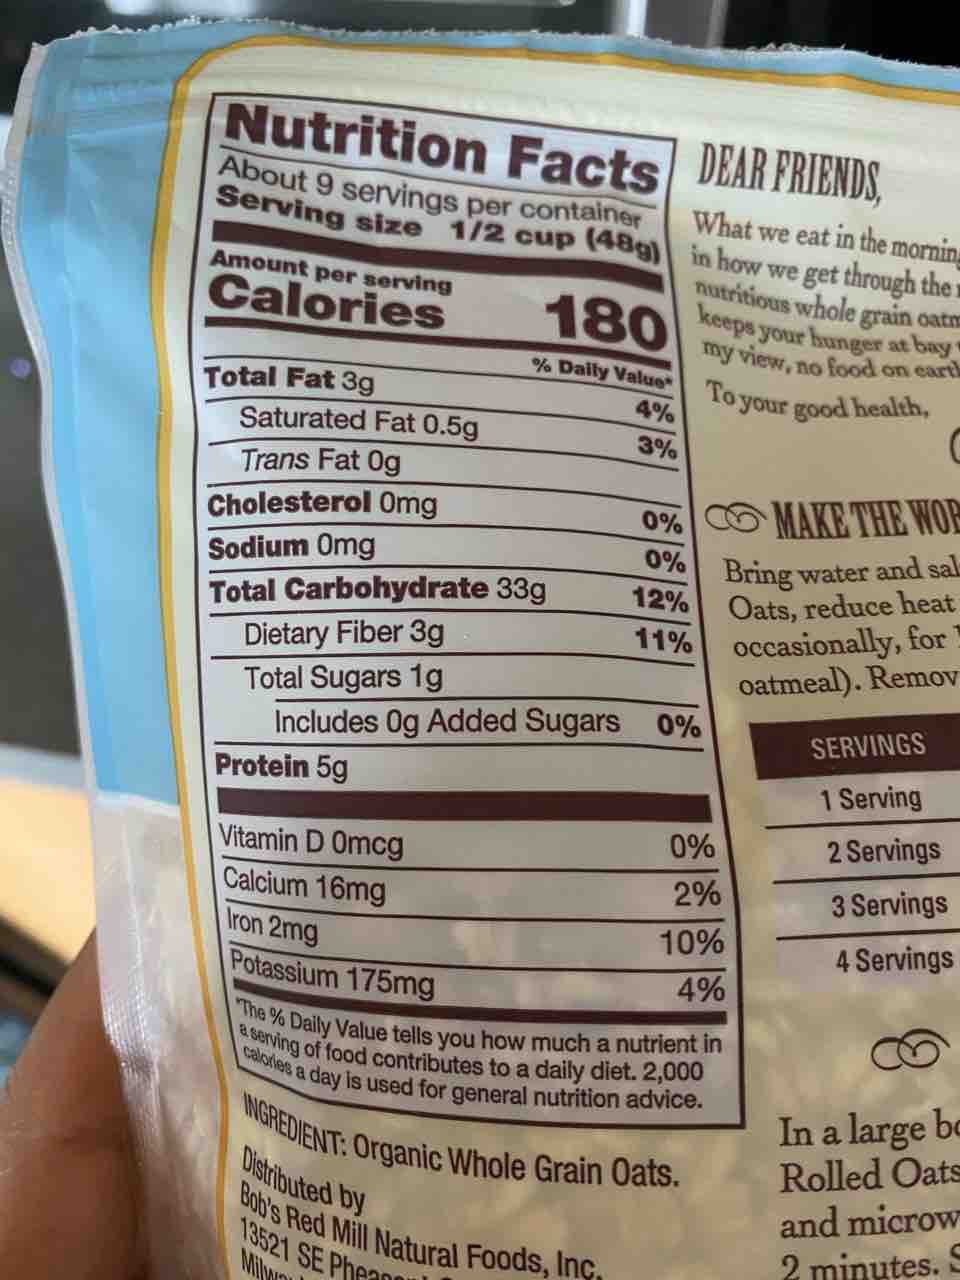 Nutrition Facts
About 9 servings per container
Serving size 1/2 cup (48g)
Amount per serving
Calories 180
% Daily Value*
Total Fat 3g 4%
Saturated Fat 0.5g 3%
Trans Fat 0g
Cholesterol 0mg 0%
Sodium 0mg 0%
Total Carbohydrate 33g 12%
Dietary Fiber 3g 11%
Total Sugars 1g
Includes 0g Added Sugars 0%
Protein 5g
Vitamin D 0mcg 0%
Calcium 16mg 2%
Iron 2mg 10%
Potassium 175mg 4%
*The % Daily Value tells you how much a nutrient in
a serving of food contributes to a daily diet. 2,000
calories a day is used for general nutrition advice.
INGREDIENT: Organic Whole Grain Oats.
Distributed by
Bob's Red Mill Natural Foods, Inc.
13521 SE
DEAR FRIENDS,
What we eat in the
in how we get through the
nutritious whole grain
keeps your hunger at bay
my view, no food on
To your good health,
MAKE THE
Bring water and
Oats, reduce heat
occasionally, for
oatmeal).
SERVINGS
1 Serving
2 Servings
3 Servings
4 Servings
In a large
Rolled Oats
and
2 minutes.